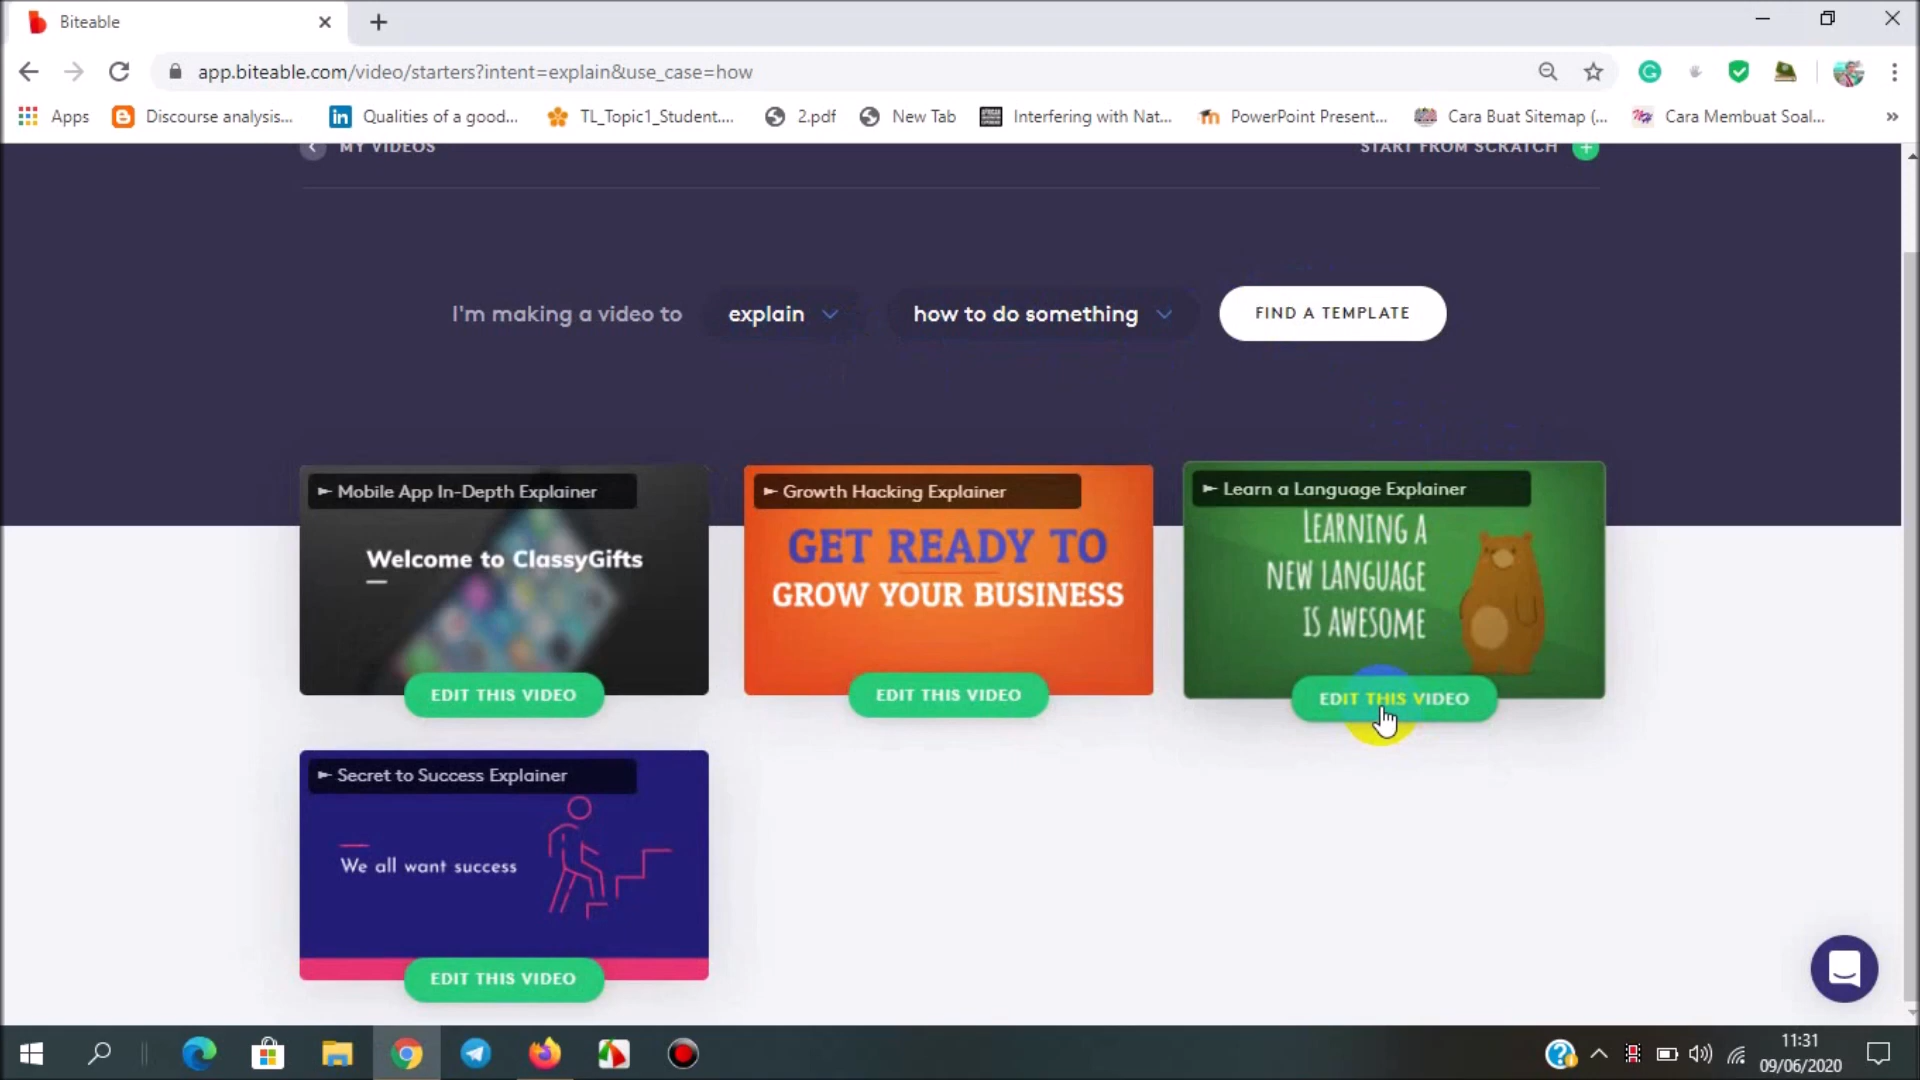 Biteable
app.biteable.com/video/starters?intent=explain&use_case=how
Apps
Discourse analysis...
Qualities of a good...
TL_Topic1_Student....
2.pdf
New Tab
Interfering with Nat...
PowerPoint Present...
Cara Buat Sitemap (...
Cara Membuat Soal...
MY VIDEOS
START FROM SCRATCH
I'm making a video to explain how to do something FIND A TEMPLATE
Mobile App In-Depth Explainer
Welcome to ClassyGifts
EDIT THIS VIDEO
Growth Hacking Explainer
GET READY TO
GROW YOUR BUSINESS
EDIT THIS VIDEO
Learn a Language Explainer
LEARNING A
NEW LANGUAGE
IS AWESOME
EDIT THIS VIDEO
Secret to Success Explainer
We all want success
EDIT THIS VIDEO
11:31
09/06/2020